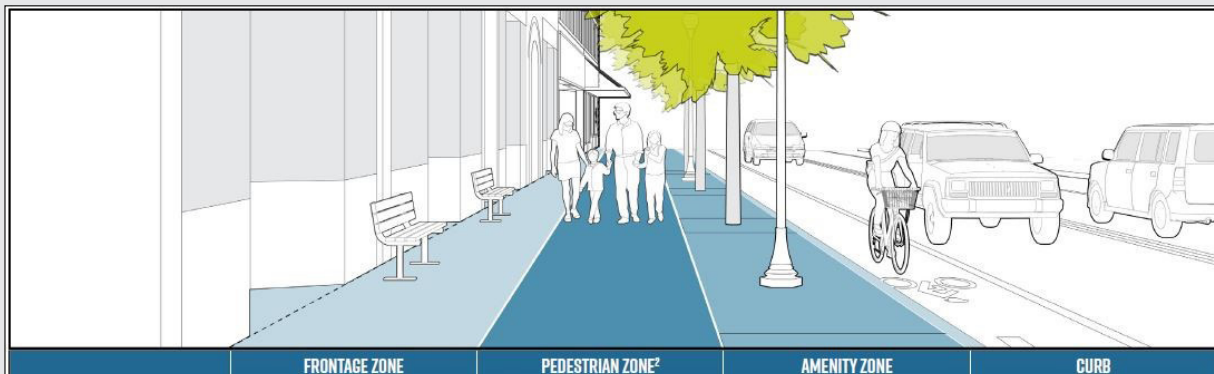 FRONTAGE ZONE
PEDESTRIAN ZONE²
AMENITY ZONE
CURB